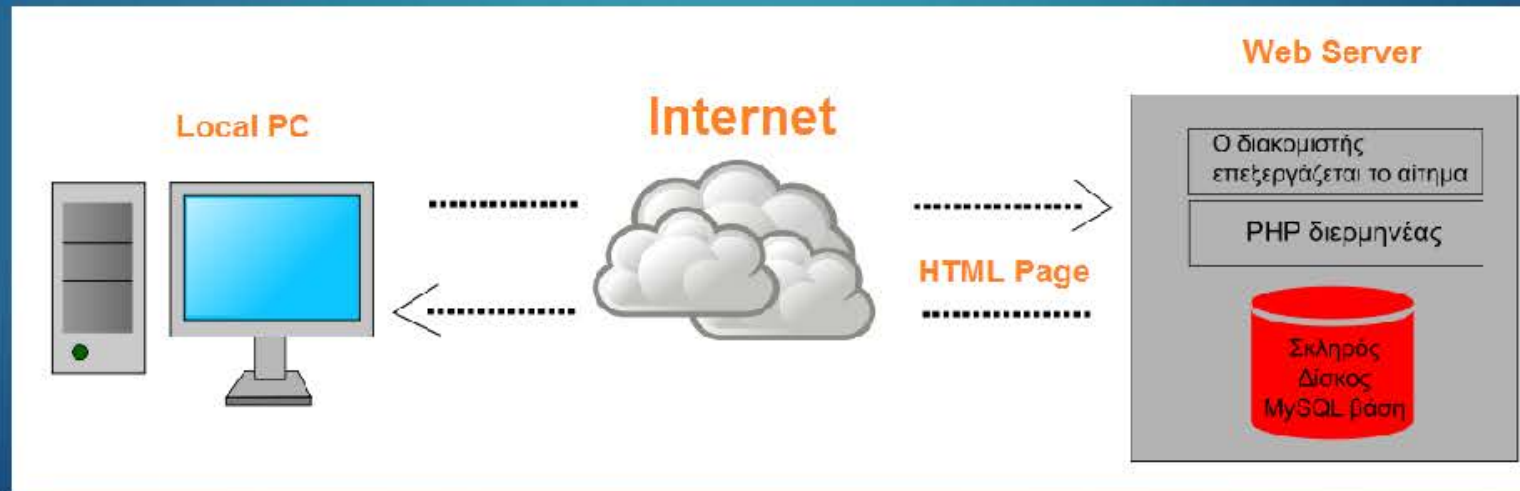 Local PC
Internet
Web Server
Ο διακομιστής
επεξεργάζεται το αίτημα
PHP διερμηνέας
HTML Page
Σκληρός
Δίσκος
MySQL βάση